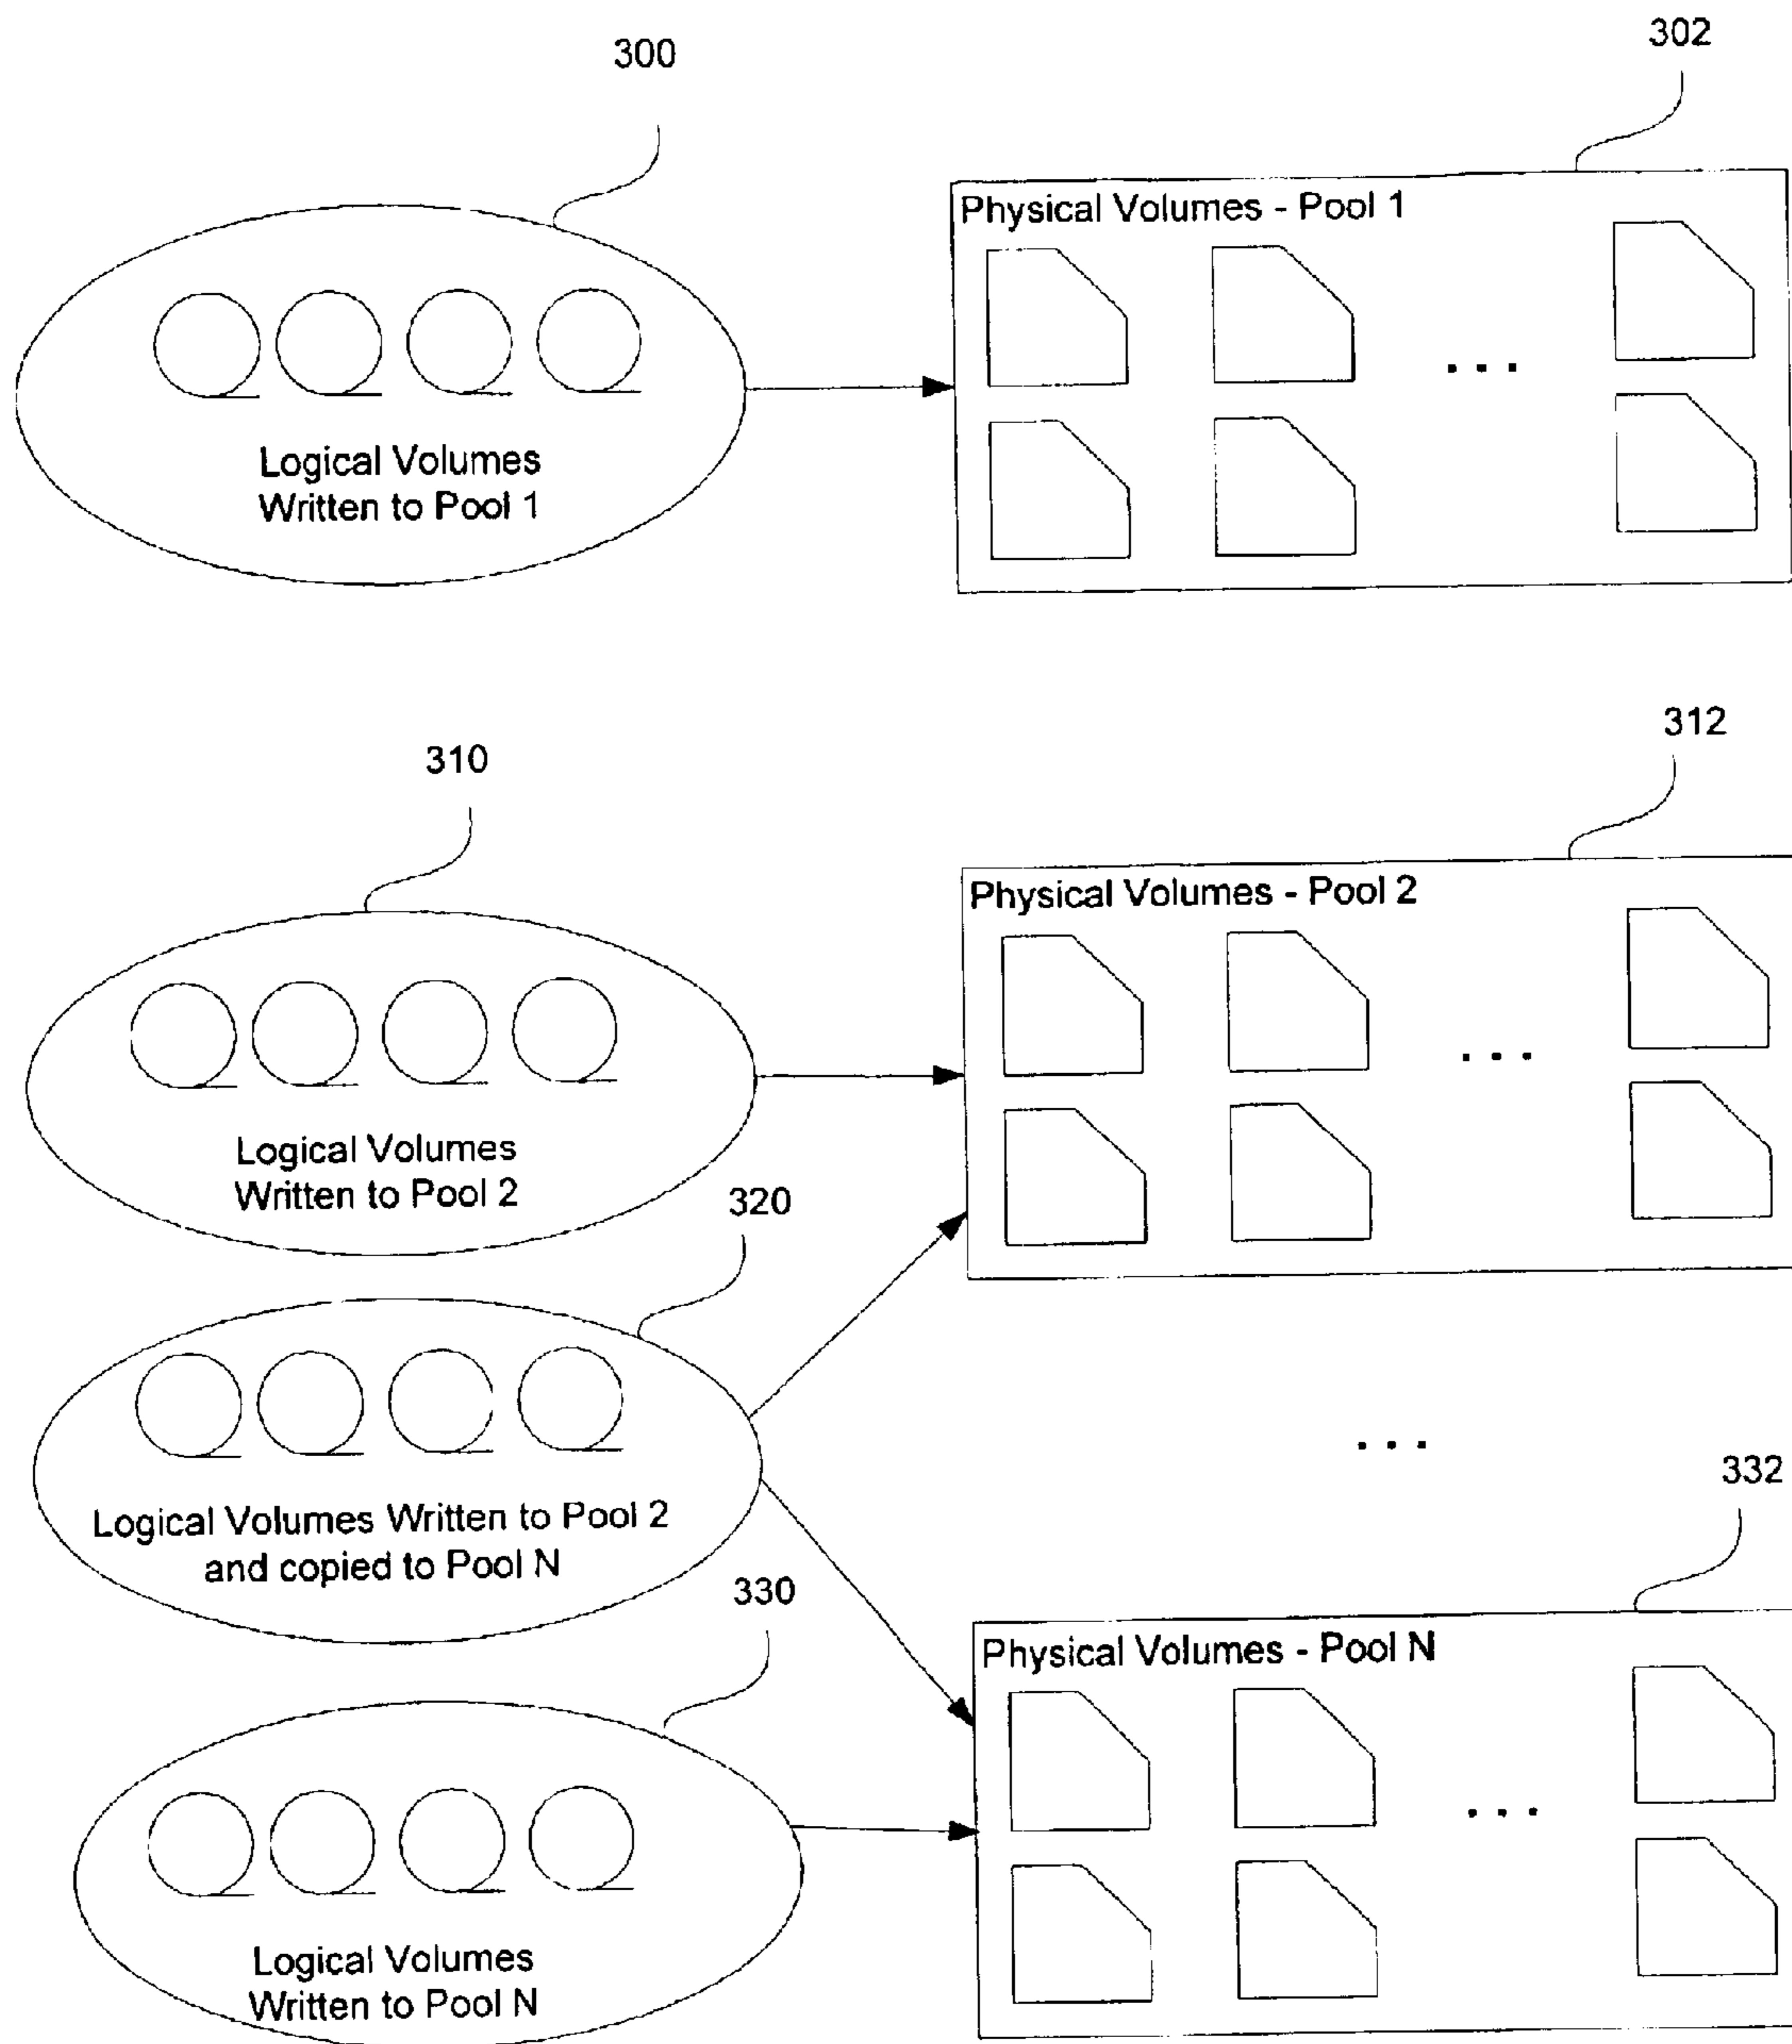 300
302
Physical Volumes - Pool 1
Logical Volumes
Written to Pool 1
310
312
Physical Volumes - Pool 2
Logical Volumes
Written to Pool 2
320
Logical Volumes Written to Pool 2
and copied to Pool N
...
332
330
Physical Volumes - Pool N
Logical Volumes
Written to Pool N